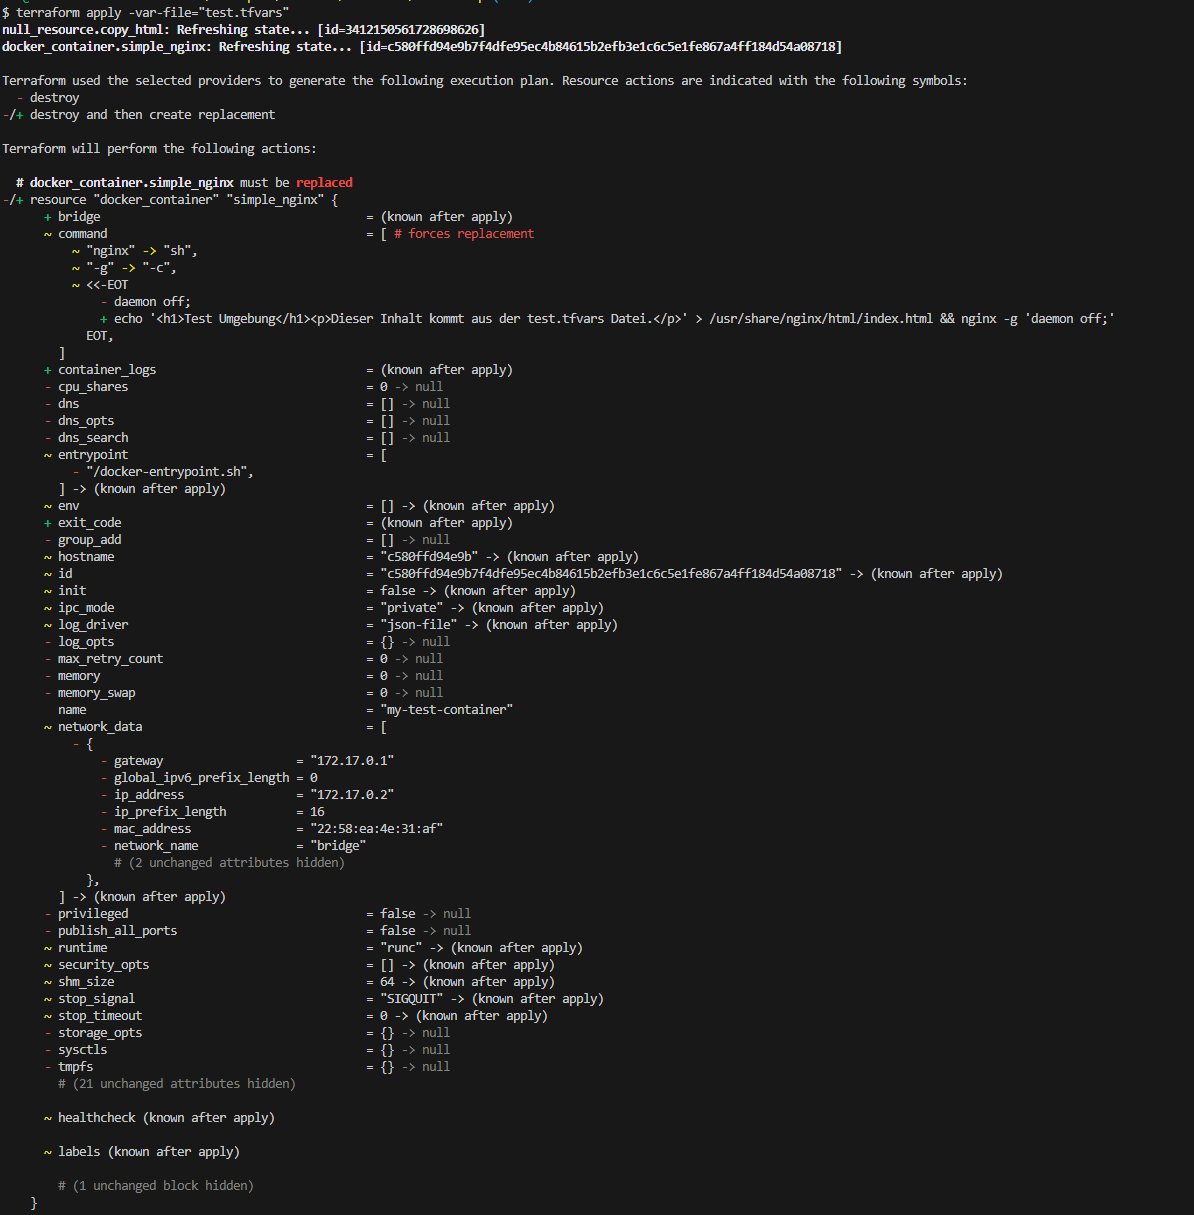 $ terraform apply -var-file="test.tfvars"
null_resource.copy_html: Refreshing state... [id=3412150561728698626]
docker_container.simple_nginx: Refreshing state... [id=c580ffd94e9b7f4dfe95ec4b84615b2efb3e1c6c5e1fe867a4ff184d54a08718]
Terraform used the selected providers to generate the following execution plan. Resource actions are indicated with the following symbols:
- destroy
-/+ destroy and then create replacement
Terraform will perform the following actions:
# docker_container.simple_nginx must be replaced
-/+ resource "docker_container" "simple_nginx" {
+ bridge = (known after apply)
~ command = [ # forces replacement
~ "nginx" -> "sh",
~ "-g" -> "-c",
~ <<-EOT
- daemon off;
+ echo '<h1>Test Umgebung</h1><p>Dieser Inhalt kommt aus der test.tfvars Datei.</p>' > /usr/share/nginx/html/index.html && nginx -g 'daemon off;'
EOT,
]
+ container_logs = (known after apply)
- cpu_shares = 0 -> null
- dns = [] -> null
- dns_opts = [] -> null
- dns_search = [] -> null
~ entrypoint = [
- "/docker-entrypoint.sh",
] -> (known after apply)
~ env = [] -> (known after apply)
+ exit_code = (known after apply)
- group_add = [] -> null
~ hostname = "c580ffd94e9b" -> (known after apply)
~ id = "c580ffd94e9b7f4dfe95ec4b84615b2efb3e1c6c5e1fe867a4ff184d54a08718" -> (known after apply)
~ init = false -> (known after apply)
~ ipc_mode = "private" -> (known after apply)
~ log_driver = "json-file" -> (known after apply)
- log_opts = {} -> null
- max_retry_count = 0 -> null
- memory = 0 -> null
- memory_swap = 0 -> null
name = "my-test-container"
~ network_data = [
- {
- gateway = "172.17.0.1"
- global_ipv6_prefix_length = 0
- ip_address = "172.17.0.2"
- ip_prefix_length = 16
- mac_address = "22:58:ea:4e:31:af"
- network_name = "bridge"
# (2 unchanged attributes hidden)
},
] -> (known after apply)
- privileged = false -> null
- publish_all_ports = false -> null
~ runtime = "runc" -> (known after apply)
~ security_opts = [] -> (known after apply)
~ shm_size = 64 -> (known after apply)
~ stop_signal = "SIGQUIT" -> (known after apply)
~ stop_timeout = 0 -> (known after apply)
- storage_opts = {} -> null
- sysctls = {} -> null
- tmpfs = {} -> null
# (21 unchanged attributes hidden)
~ healthcheck (known after apply)
~ labels (known after apply)
# (1 unchanged block hidden)
}